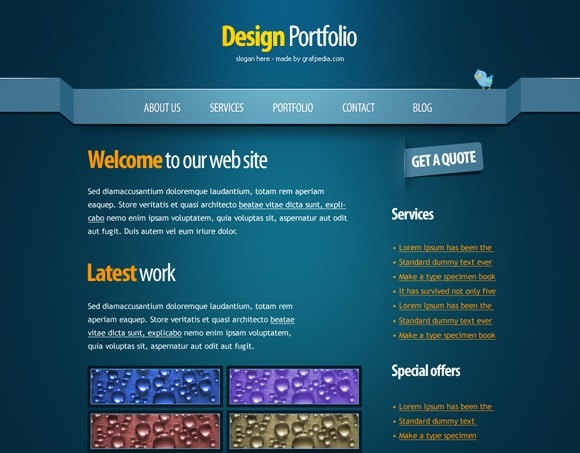 Design Portfolio
slogan here - made by grafpedia.com
ABOUT US SERVICES PORTFOLIO CONTACT BLOG
Welcome to our web site
Sed diamaccusantium doloremque laudantium, totam rem aperiam
eaquep. Store veritatis et quasi architecto beatae vitae dicta sunt, expli-
cabo nemo enim ipsam voluptatem, quia voluptas sit, aspernatur aut odit
aut fugit. Duis autem vel eum iriure dolor.
Latest work
Sed diamaccusantium doloremque laudantium, totam rem
aperiam eaquep. Store veritatis et quasi architecto beatae
vitae dicta sunt, explicabo nemo enim ipsam voluptatem,
quia voluptas sit, aspernatur aut odit aut fugit.
GET A QUOTE
Services
• Lorem Ipsum has been the
• Standard dummy text ever
• Make a type specimen book
• It has survived not only five
• Lorem Ipsum has been the
• Standard dummy text ever
• Make a type specimen book
Special offers
• Lorem Ipsum has been the
• Standard dummy text
• Make a type specimen